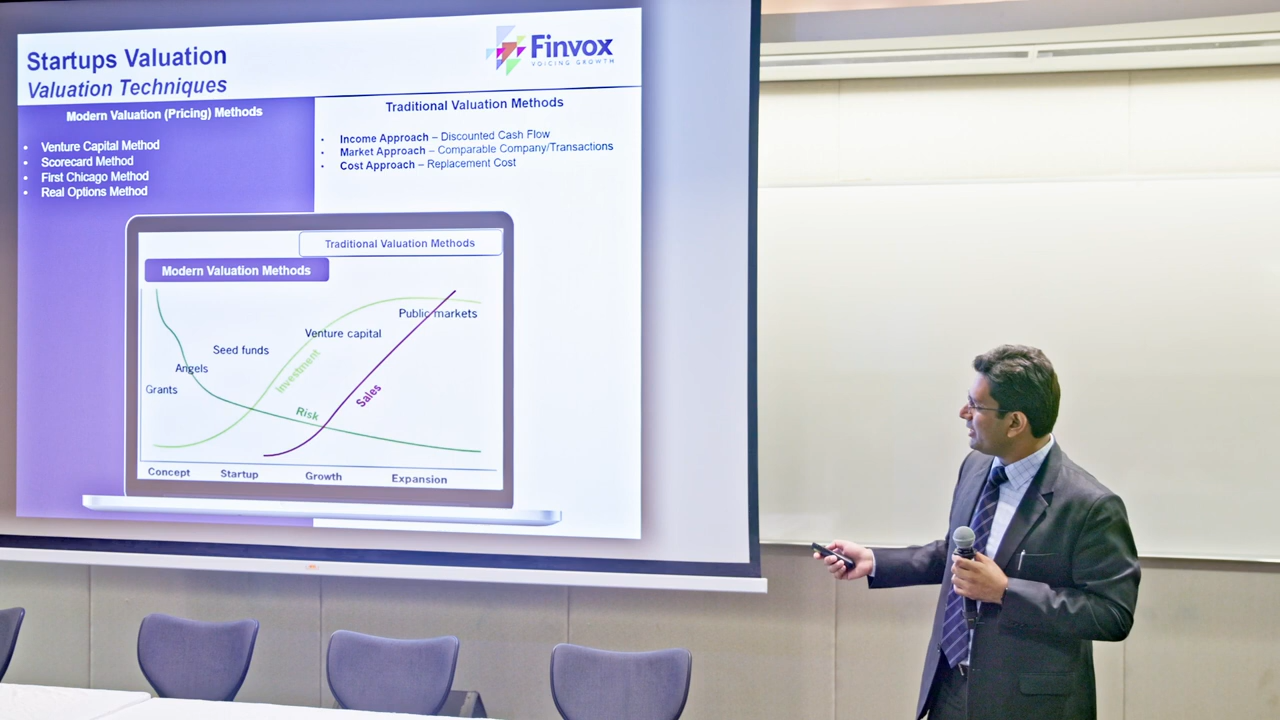 Startups Valuation
Valuation Techniques
Finvox
VOICING GROWTH
Modern Valuation (Pricing) Methods
• Venture Capital Method
• Scorecard Method
• First Chicago Method
• Real Options Method
Traditional Valuation Methods
• Income Approach – Discounted Cash Flow
• Market Approach – Comparable Company/Transactions
• Cost Approach – Replacement Cost
Traditional Valuation Methods
Modern Valuation Methods
Public markets
Venture capital
Seed funds
Angels
Grants
Investment
Sales
Risk
Concept Startup Growth Expansion